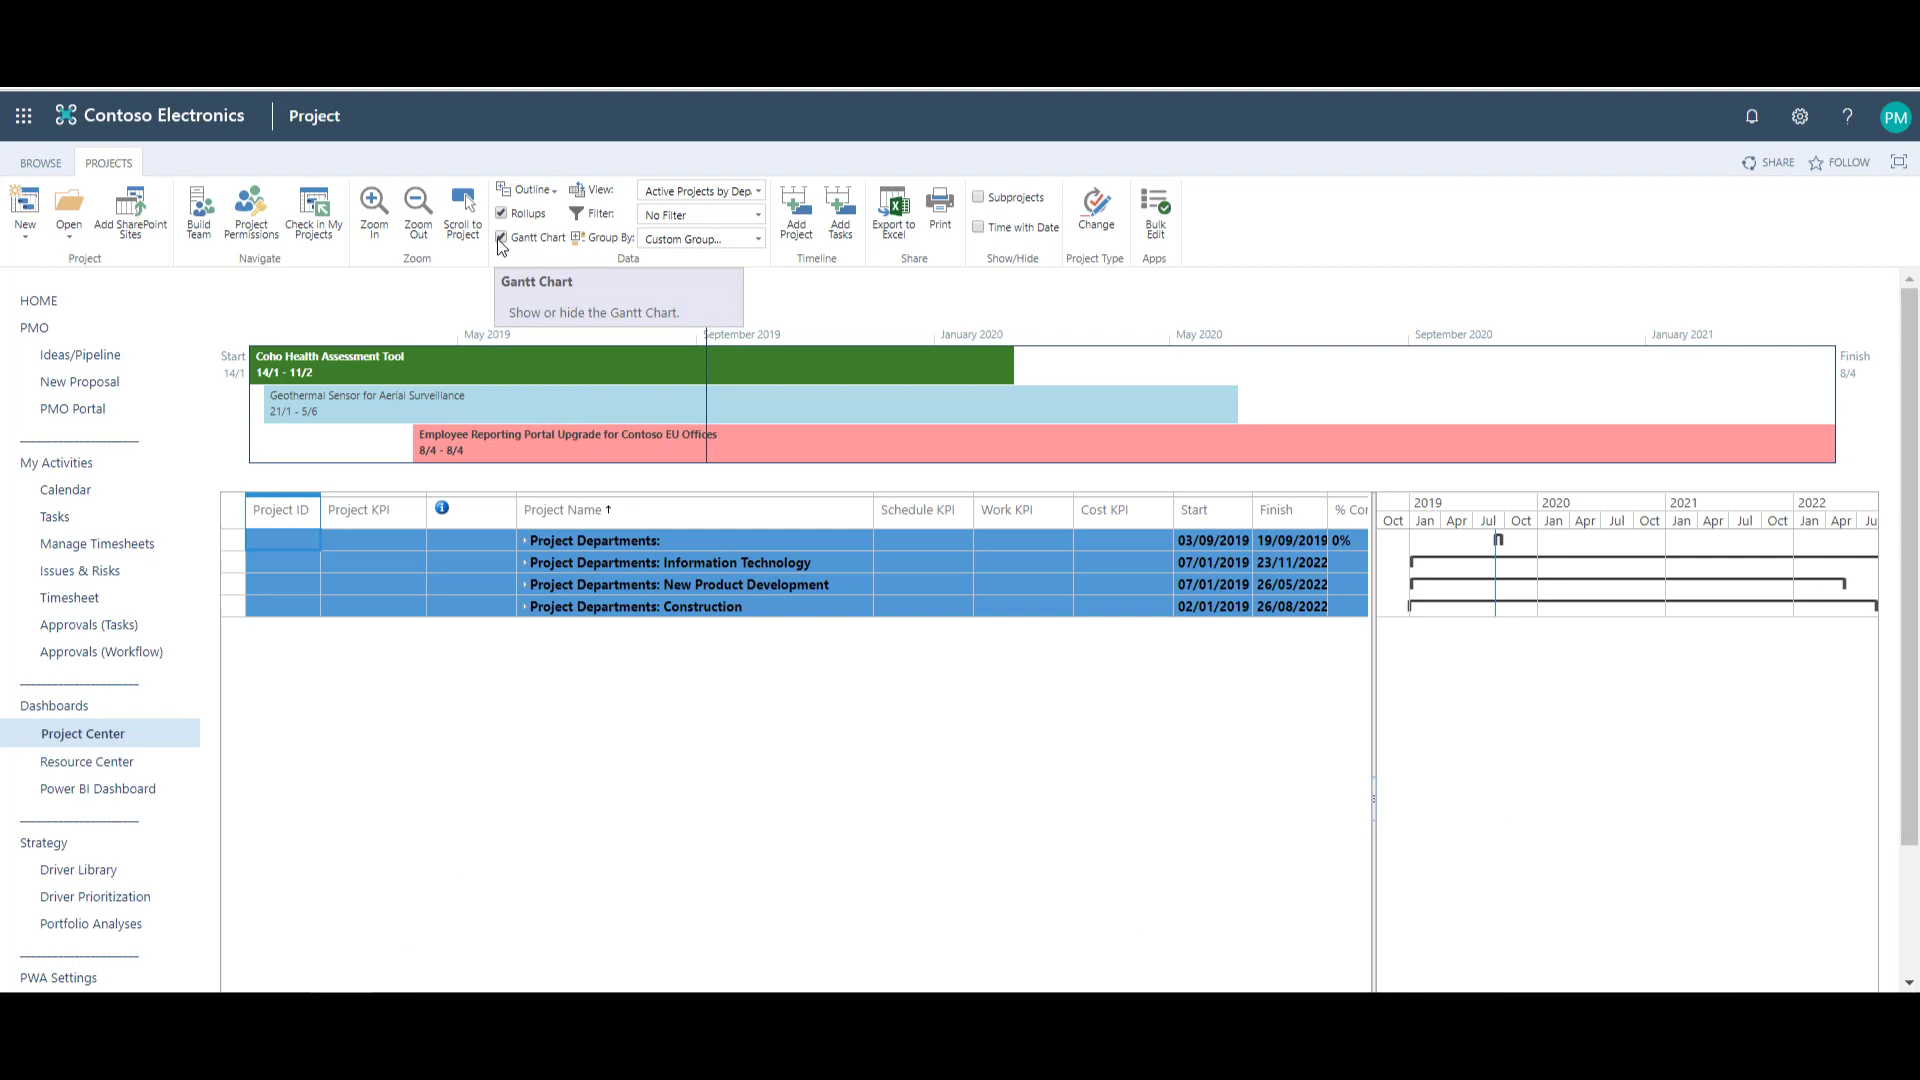 Contoso Electronics
Project
PM
BROWSE
PROJECTS
SHARE
FOLLOW
New
Open
Add SharePoint
Sites
Project
Build
Team
Project
Permissions
Check in My
Projects
Navigate
Zoom
In
Zoom
Out
Scroll to
Project
Zoom
Outline
View:
Active Projects by Dep
Rollups
Filter:
No Filter
Gantt Chart
Group By:
Custom Group...
Data
Add
Project
Add
Tasks
Timeline
Export to
Excel
Print
Share
Subprojects
Time with Date
Show/Hide
Change
Project Type
Bulk
Edit
Apps
Gantt Chart
Show or hide the Gantt Chart.
HOME
PMO
Ideas/Pipeline
New Proposal
PMO Portal
My Activities
Calendar
Tasks
Manage Timesheets
Issues & Risks
Timesheet
Approvals (Tasks)
Approvals (Workflow)
Dashboards
Project Center
Resource Center
Power BI Dashboard
Strategy
Driver Library
Driver Prioritization
Portfolio Analyses
PWA Settings
May 2019
September 2019
January 2020
May 2020
September 2020
January 2021
Start
14/1
Coho Health Assessment Tool
14/1 - 11/2
Geothermal Sensor for Aerial Surveillance
21/1 - 5/6
Employee Reporting Portal Upgrade for Contoso EU Offices
8/4 - 8/4
Finish
8/4
Project ID
Project KPI
Project Name
Schedule KPI
Work KPI
Cost KPI
Start
Finish
% Cor
2019
2020
2021
2022
Oct Jan Apr Jul Oct Jan Apr Jul Oct Jan Apr Jul Oct Jan Apr Ju
Project Departments: 03/09/2019 19/09/2019 0%
Project Departments: Information Technology 07/01/2019 23/11/2022
Project Departments: New Product Development 07/01/2019 26/05/2022
Project Departments: Construction 02/01/2019 26/08/2022